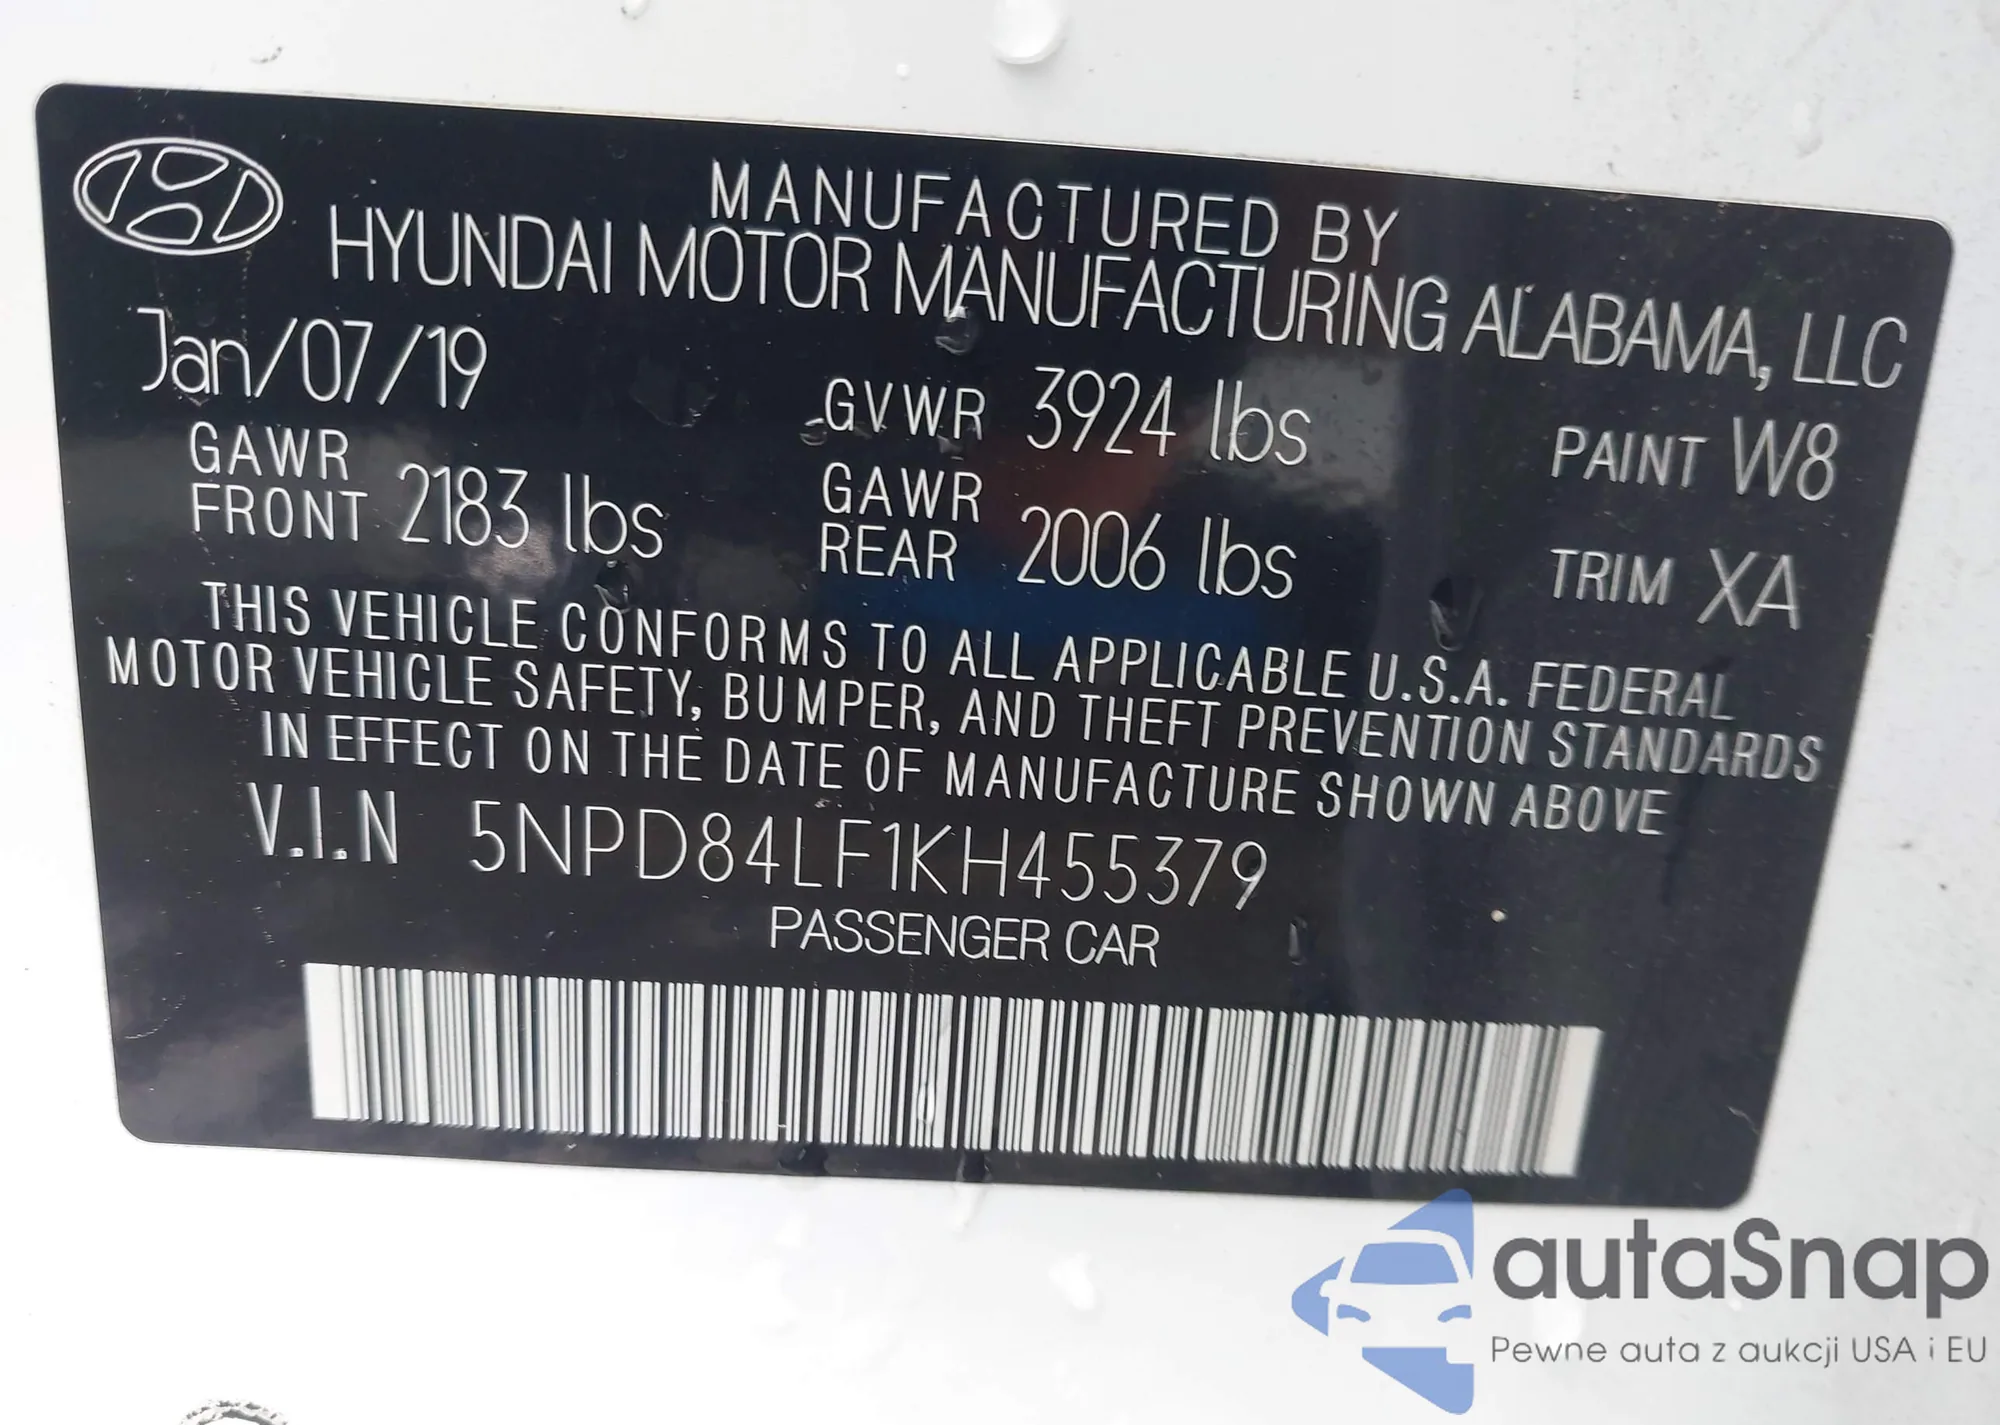 MANUFACTURED BY
HYUNDAI MOTOR MANUFACTURING ALABAMA, LLC
Jan/07/19
GVWR 3924 lbs
PAINT W8
GAWR FRONT 2183 lbs
GAWR REAR 2006 lbs
TRIM XA
THIS VEHICLE CONFORMS TO ALL APPLICABLE U.S.A. FEDERAL
MOTOR VEHICLE SAFETY, BUMPER, AND THEFT PREVENTION STANDARDS
IN EFFECT ON THE DATE OF MANUFACTURE SHOWN ABOVE
V.I.N 5NPD84LF1KH455379
PASSENGER CAR
autaSnap
Pewne auta z aukcji USA i EU